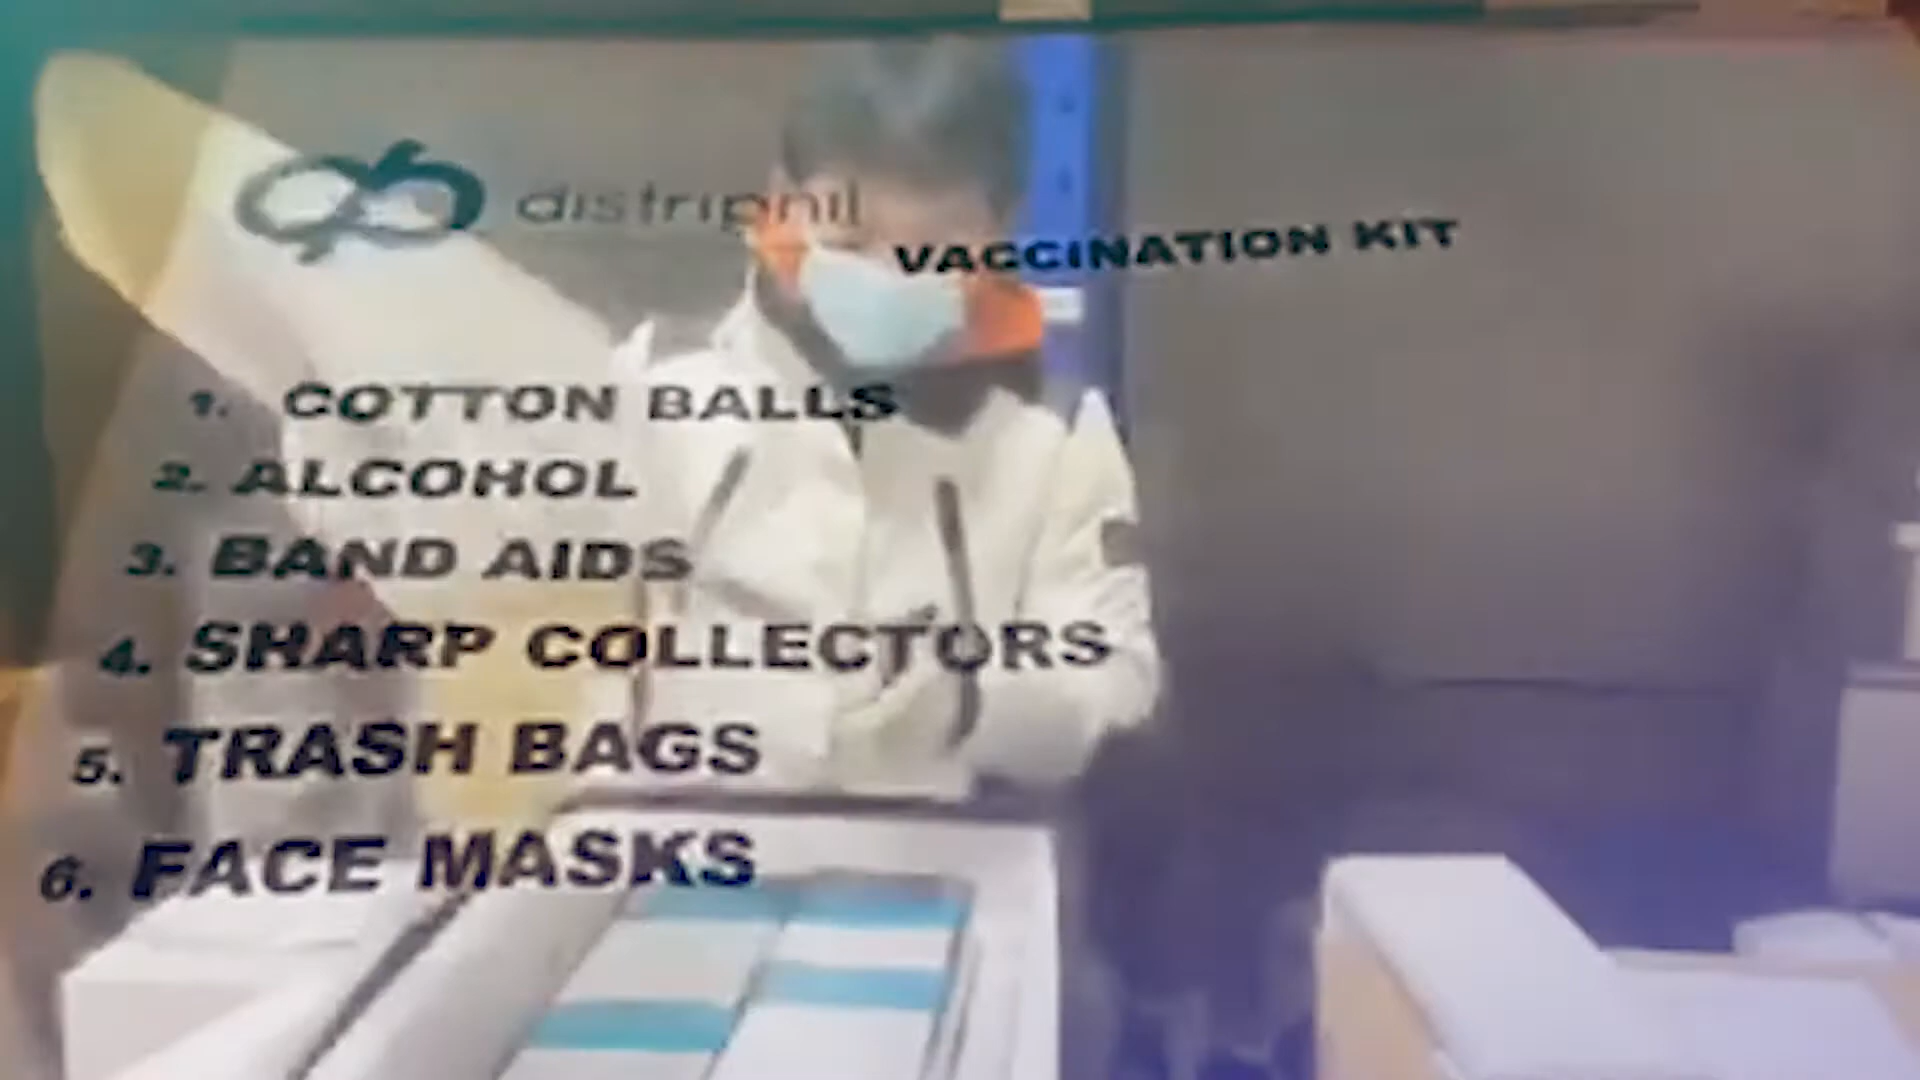 distriphil
VACCINATION KIT
1. COTTON BALLS
2. ALCOHOL
3. BAND AIDS
4. SHARP COLLECTORS
5. TRASH BAGS
6. FACE MASKS